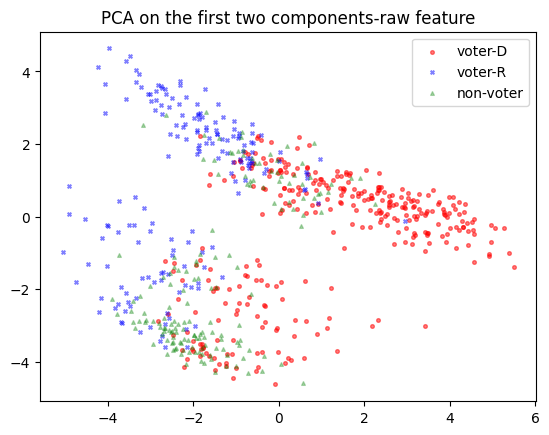 PCA on the first two components-raw feature
voter-D
voter-R
non-voter
4
2
0
−2
−4
−4
−2
0
2
4
6